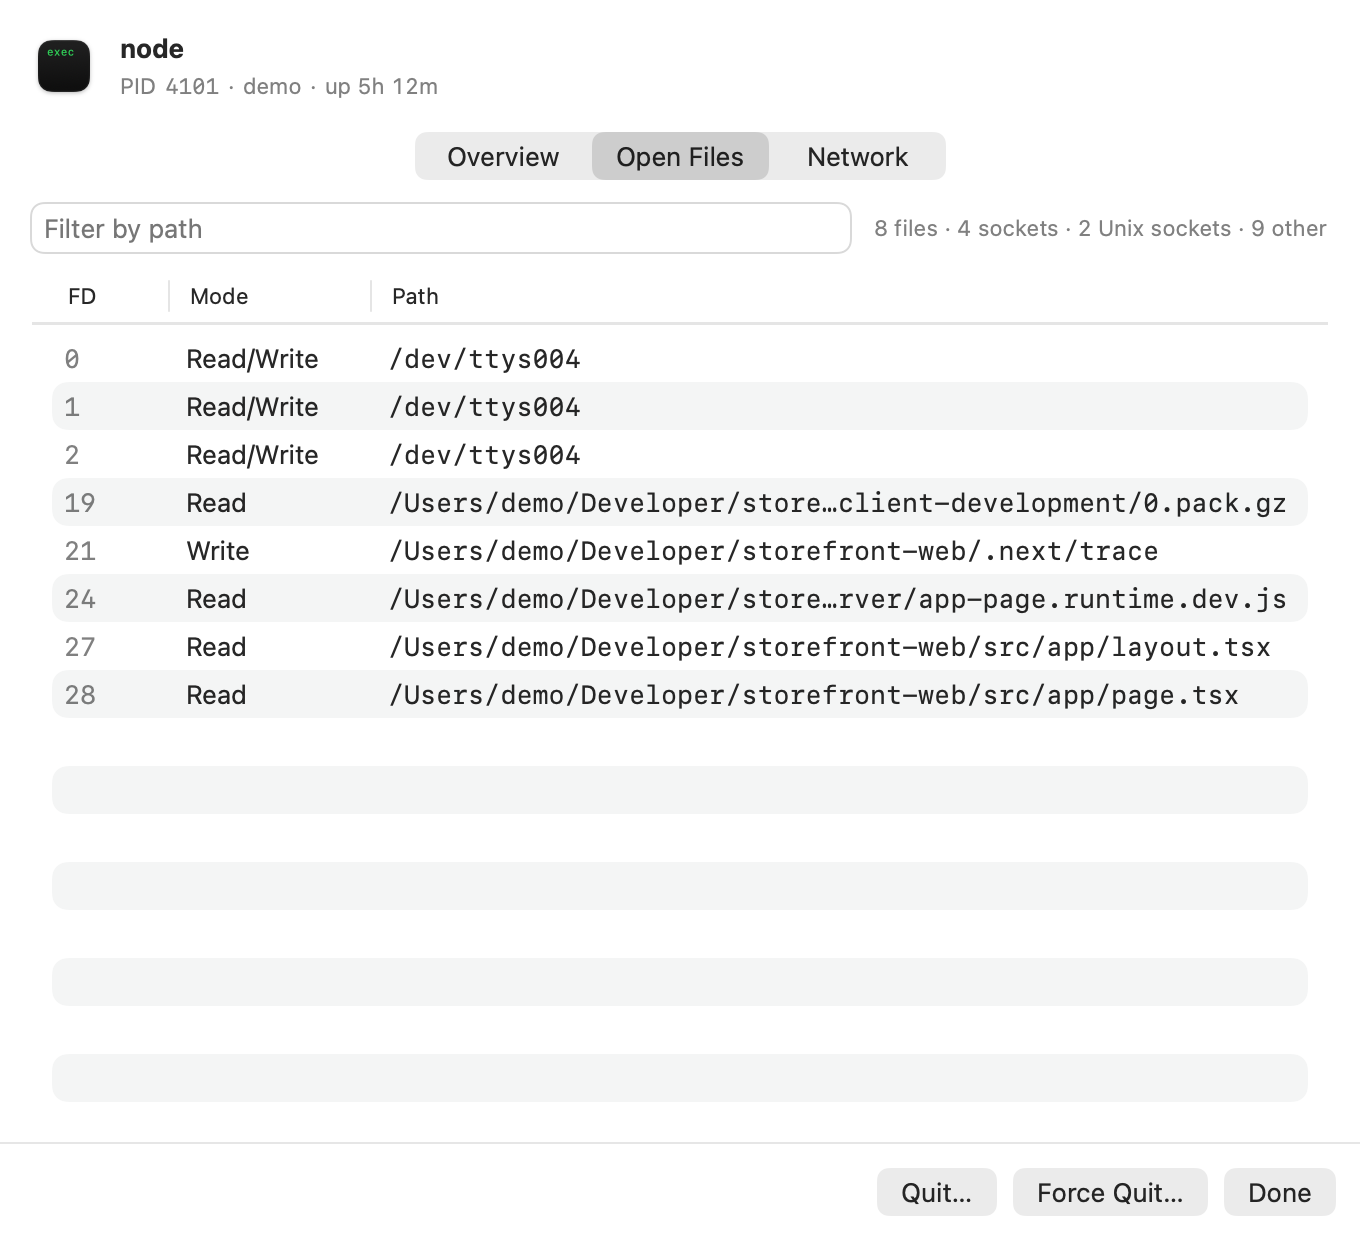 exec
node
PID 4101 · demo · up 5h 12m
Overview Open Files Network
Filter by path 8 files · 4 sockets · 2 Unix sockets · 9 other
FD Mode Path
0 Read/Write /dev/ttys004
1 Read/Write /dev/ttys004
2 Read/Write /dev/ttys004
19 Read /Users/demo/Developer/store…client-development/0.pack.gz
21 Write /Users/demo/Developer/storefront-web/.next/trace
24 Read /Users/demo/Developer/store…rver/app-page.runtime.dev.js
27 Read /Users/demo/Developer/storefront-web/src/app/layout.tsx
28 Read /Users/demo/Developer/storefront-web/src/app/page.tsx
Quit… Force Quit… Done